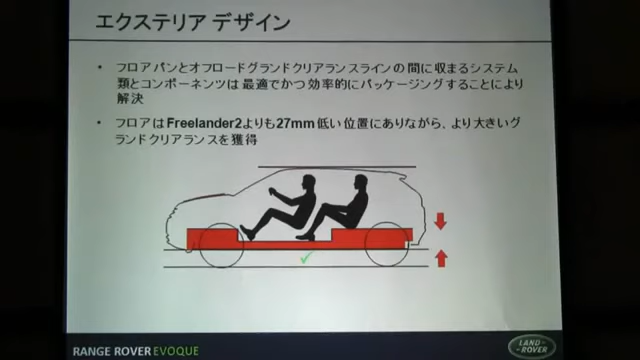 エクステリア デザイン
• フロアパンとオフロードグランドクリアランスラインの間に収まるシステム
類とコンポーネンツは最適でかつ効率的にパッケージングすることにより
解決
• フロアはFreelander2よりも27mm低い位置にありながら、より大きいグ
ランドクリアランスを獲得
RANGE ROVER EVOQUE
LAND-
ROVER